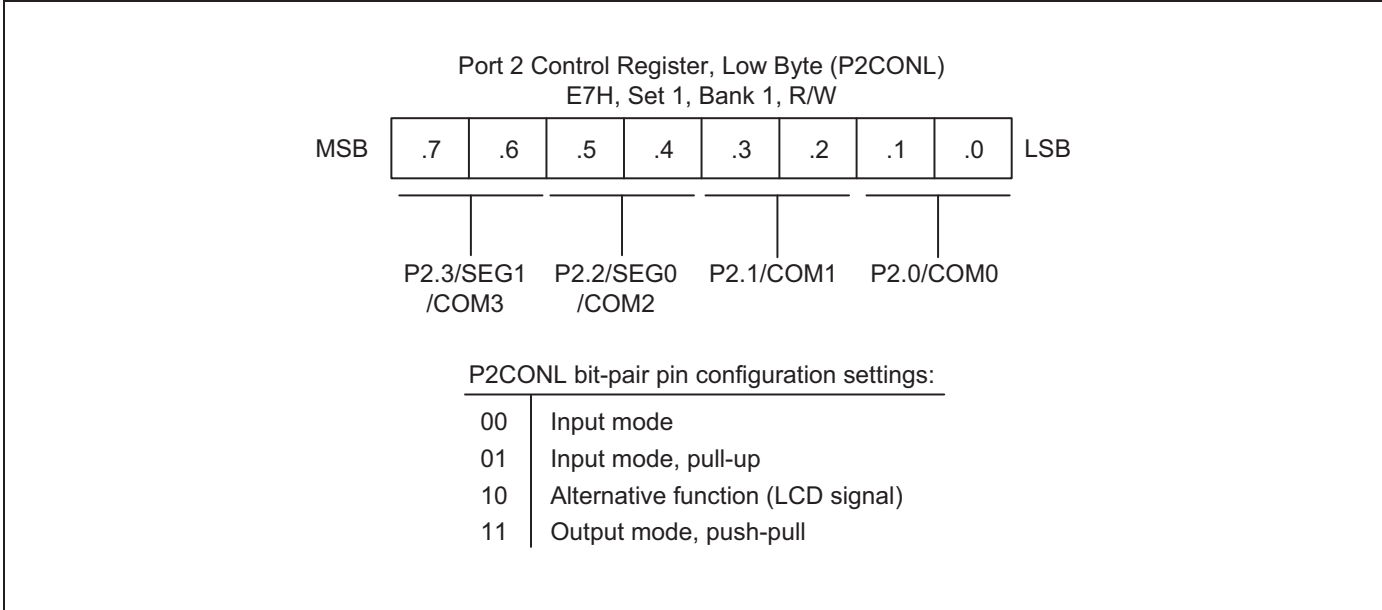 Port 2 Control Register, Low Byte (P2CONL)
E7H, Set 1, Bank 1, R/W
MSB .7 .6 .5 .4 .3 .2 .1 .0 LSB
P2.3/SEG1 P2.2/SEG0 P2.1/COM1 P2.0/COM0
/COM3 /COM2
P2CONL bit-pair pin configuration settings:
00 Input mode
01 Input mode, pull-up
10 Alternative function (LCD signal)
11 Output mode, push-pull